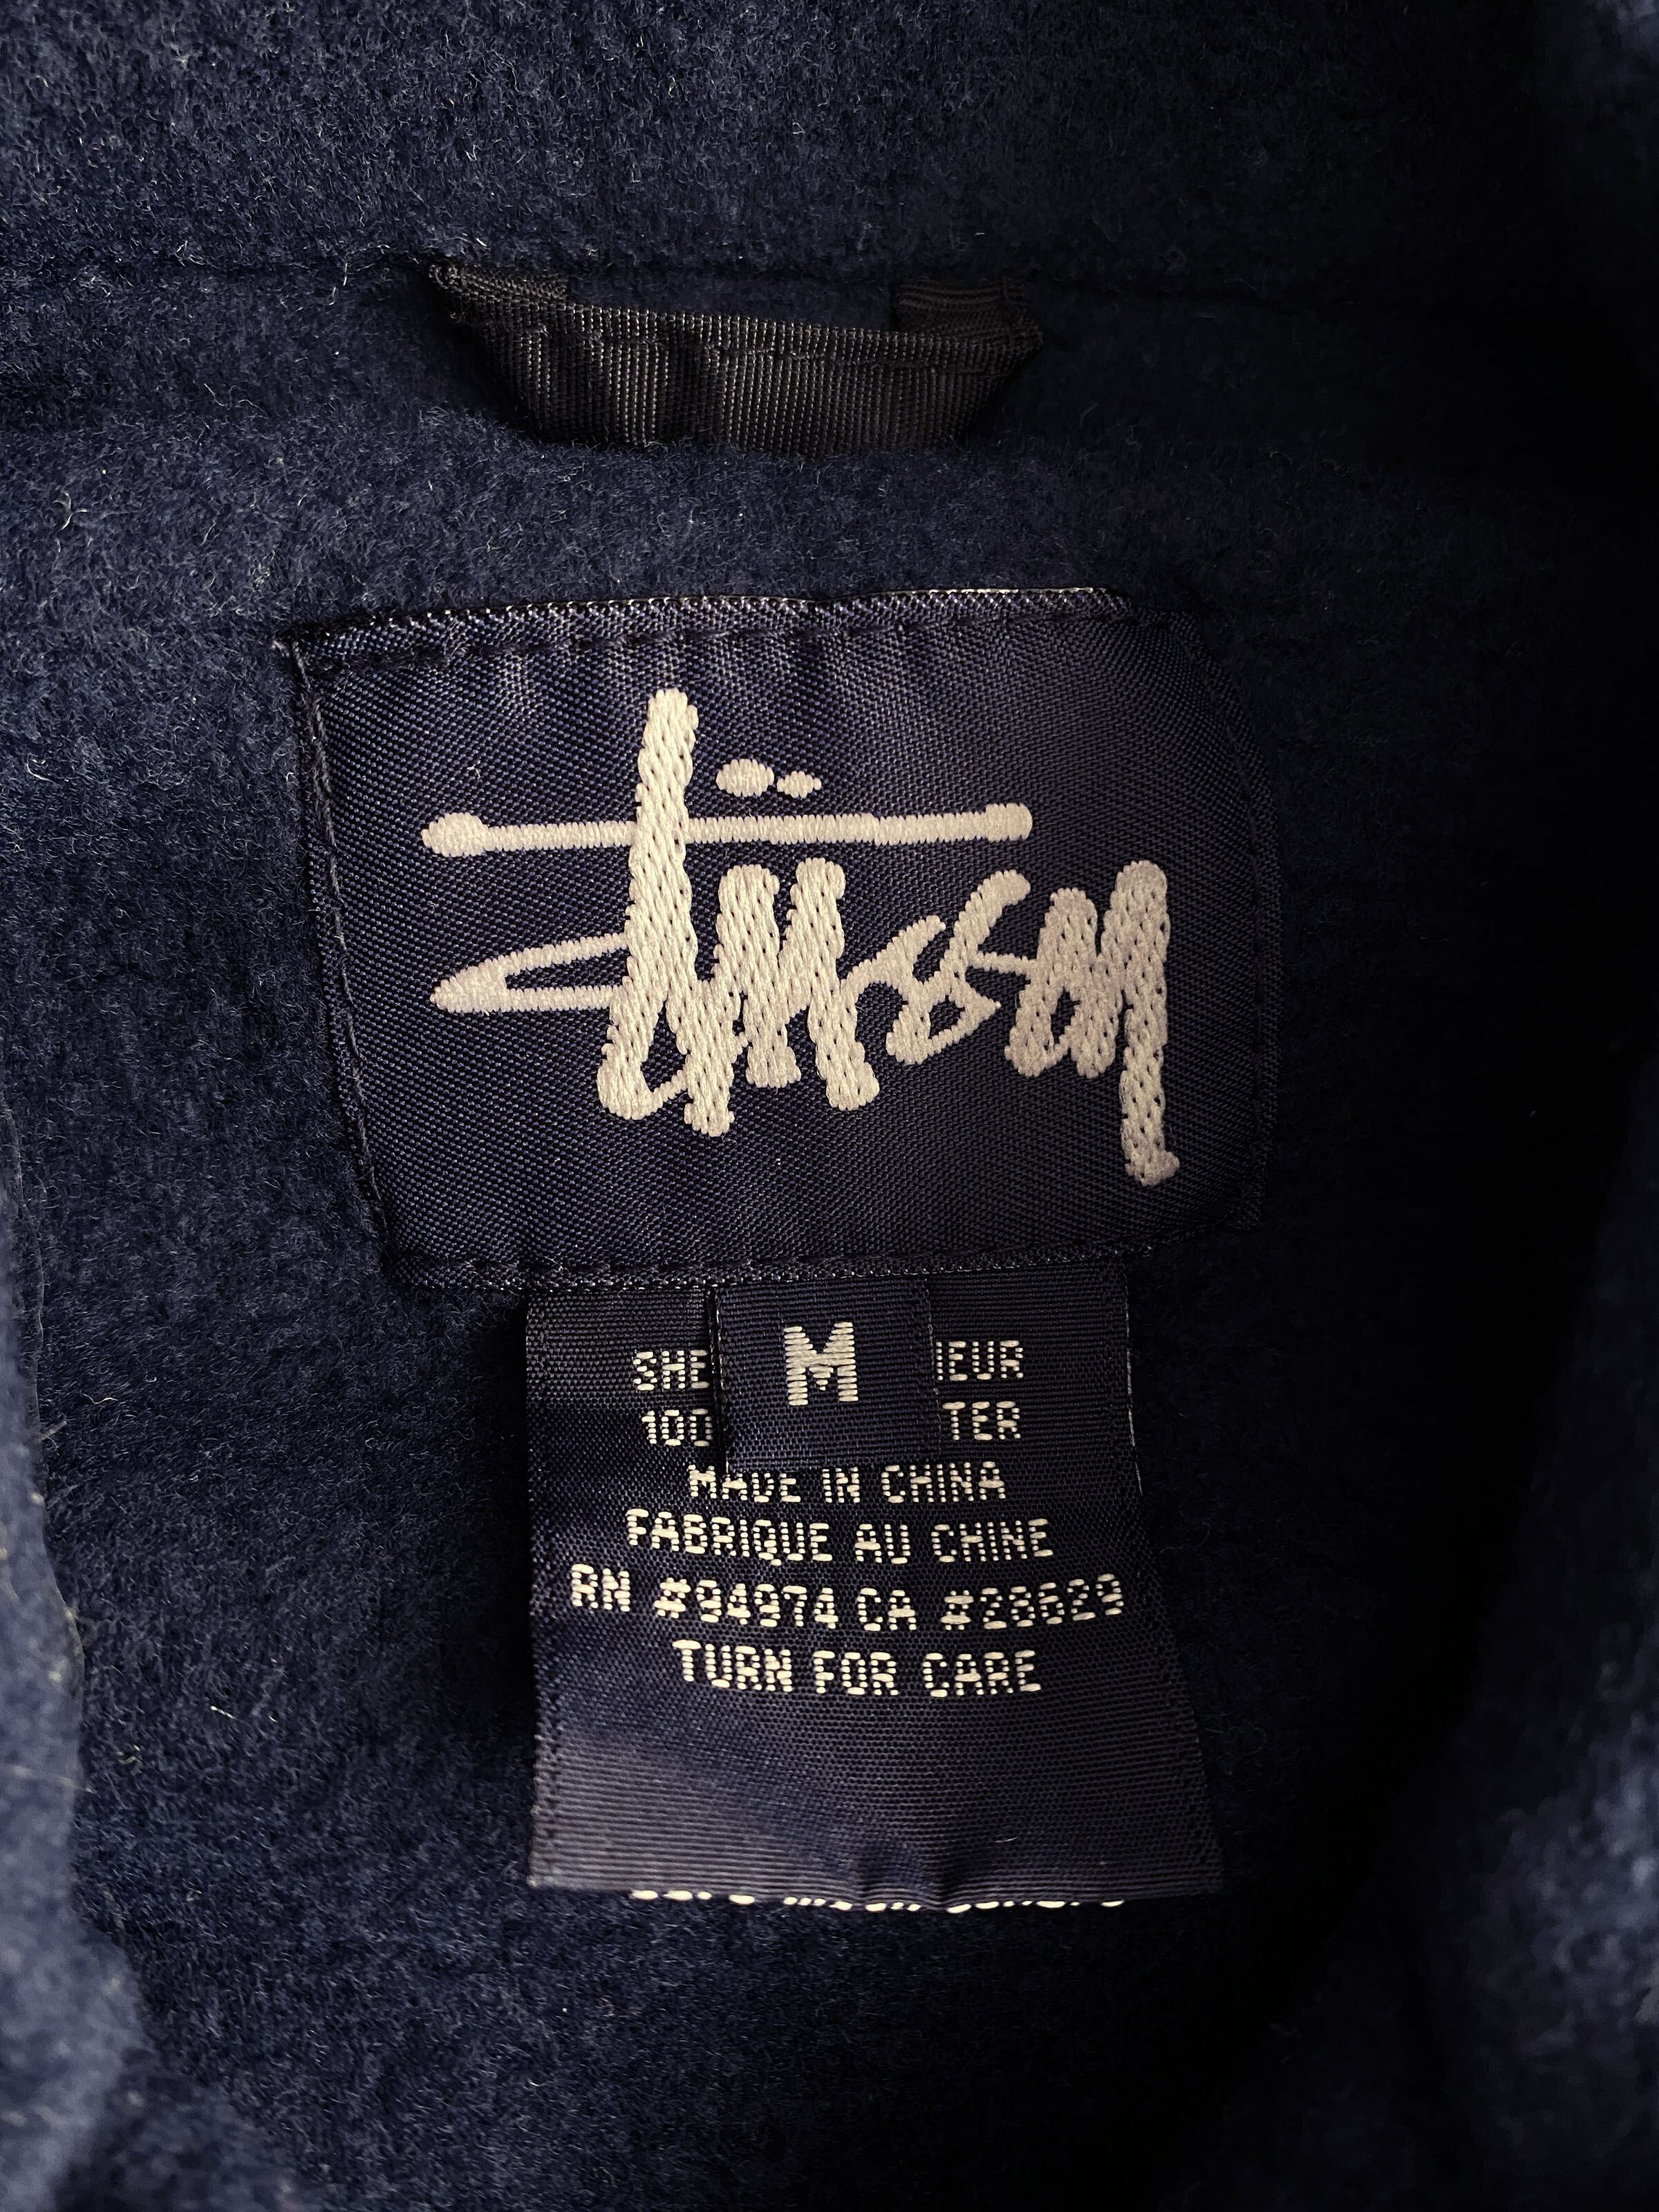 Stüssy
M
SHE IEUR
100 TER
MADE IN CHINA
FABRIQUE AU CHINE
RN #94974 CA #28629
TURN FOR CARE